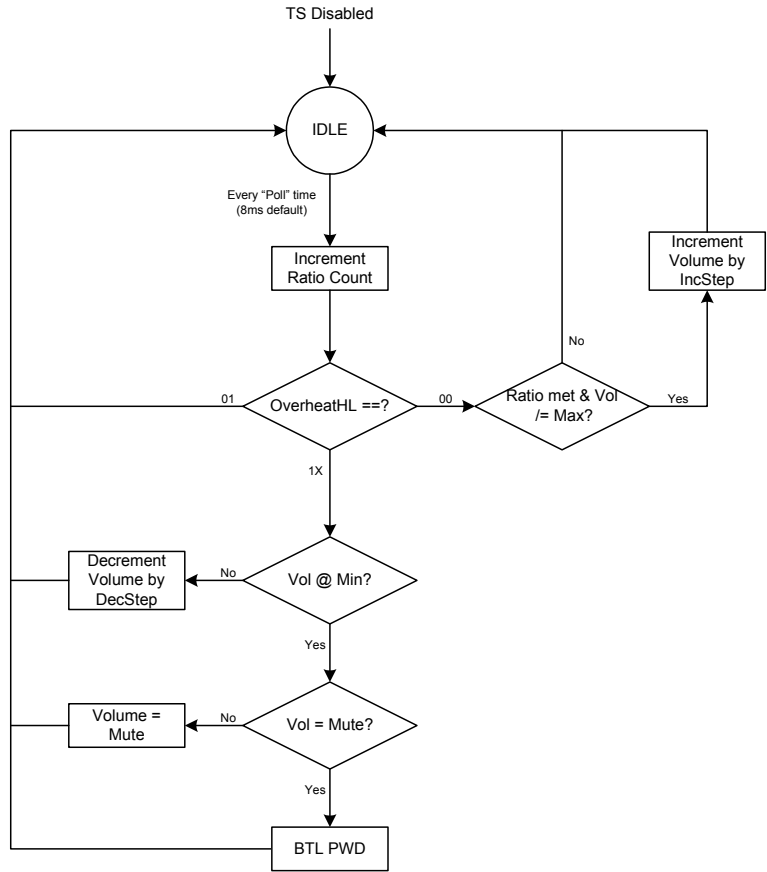 TS Disabled
IDLE
Every “Poll” time
(8ms default)
Increment
Ratio Count
Increment
Volume by
IncStep
No
01
OverheatHL ==?
00
Ratio met & Vol
/= Max?
Yes
1X
Decrement
Volume by
DecStep
No
Vol @ Min?
Yes
Volume =
Mute
No
Vol = Mute?
Yes
BTL PWD